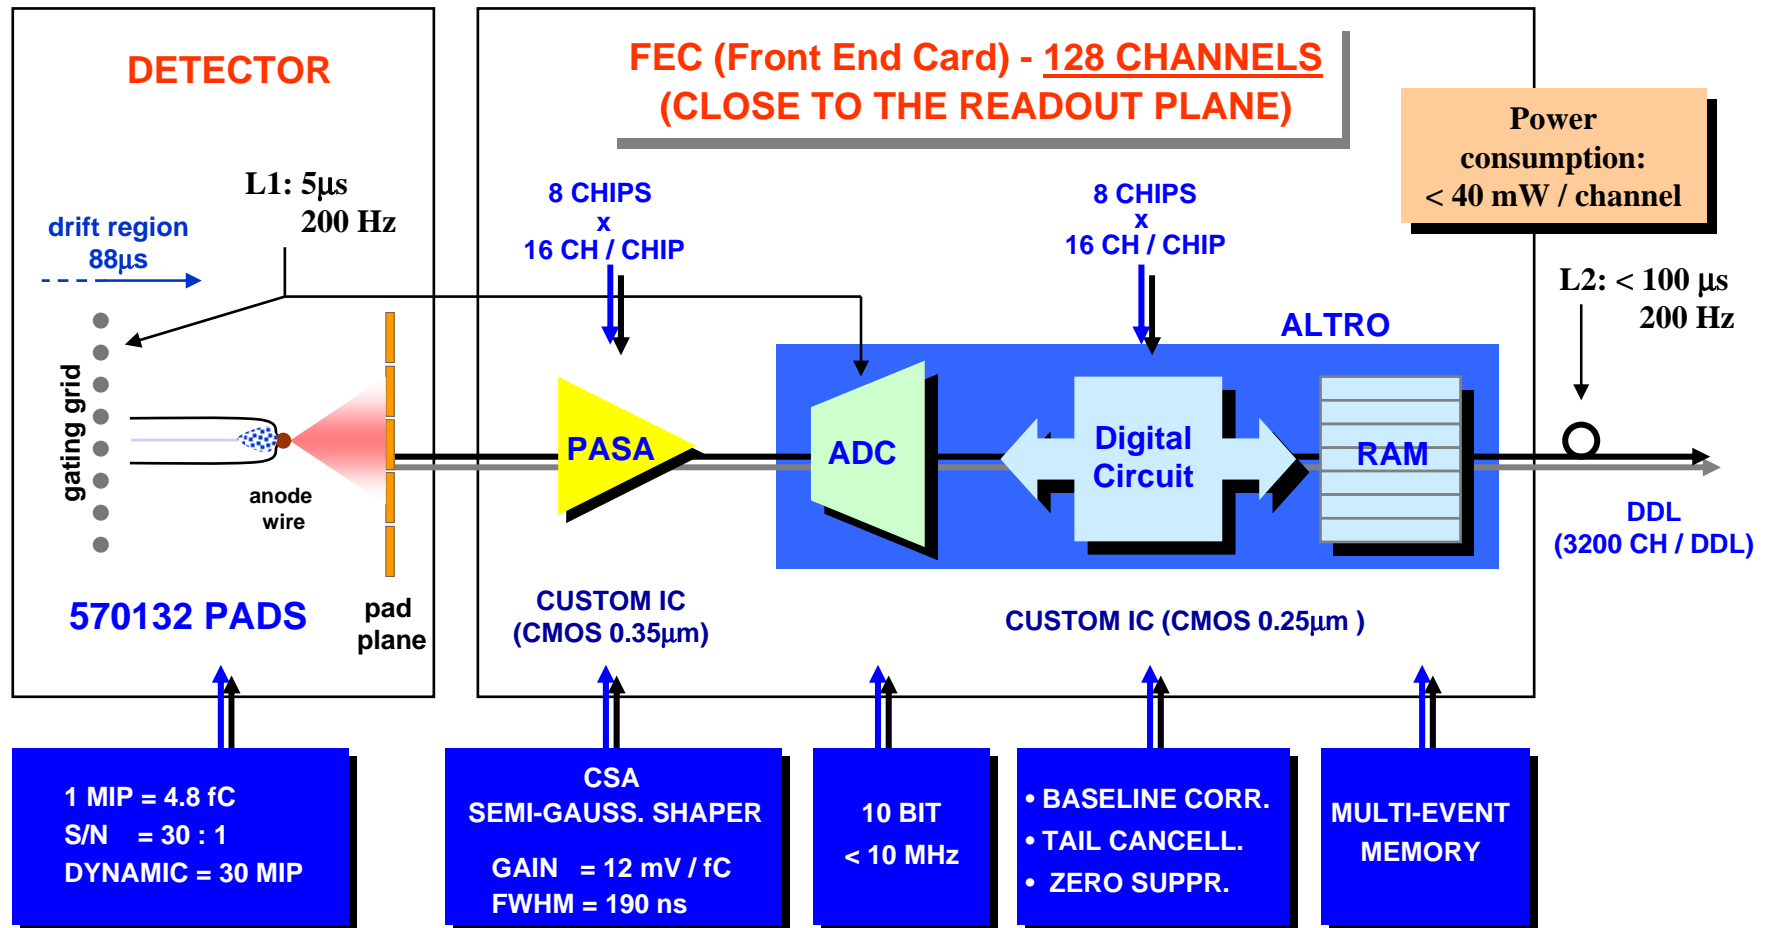 DETECTOR
FEC (Front End Card) - 128 CHANNELS
(CLOSE TO THE READOUT PLANE)
Power
consumption:
< 40 mW / channel
L1: 5µs
200 Hz
drift region
88µs
8 CHIPS
x
16 CH / CHIP
8 CHIPS
x
16 CH / CHIP
L2: < 100 µs
200 Hz
ALTRO
gating grid
anode
wire
PASA
ADC
Digital
Circuit
RAM
DDL
(3200 CH / DDL)
570132 PADS
pad
plane
CUSTOM IC
(CMOS 0.35µm)
CUSTOM IC (CMOS 0.25µm )
1 MIP = 4.8 fC
S/N = 30 : 1
DYNAMIC = 30 MIP
CSA
SEMI-GAUSS. SHAPER
GAIN = 12 mV / fC
FWHM = 190 ns
10 BIT
< 10 MHz
• BASELINE CORR.
• TAIL CANCELL.
• ZERO SUPPR.
MULTI-EVENT
MEMORY